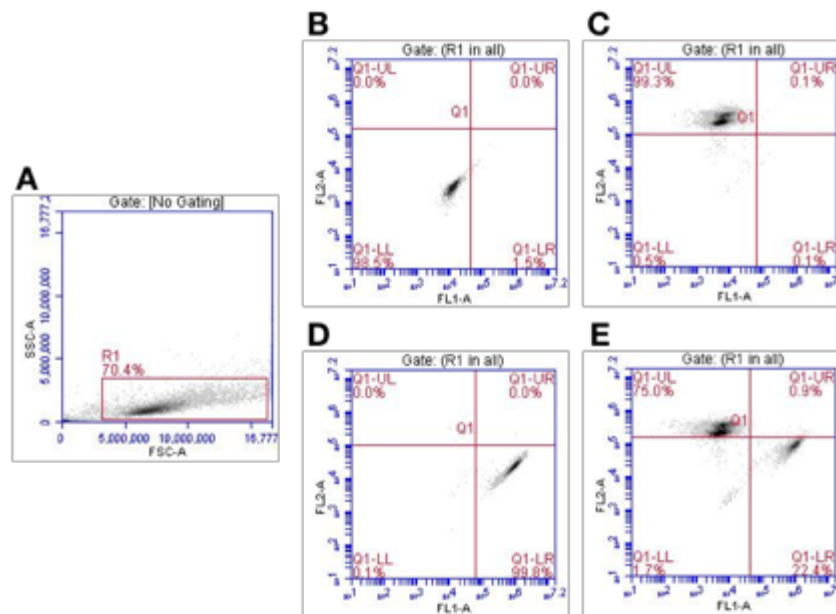 A
Gate: [No Gating]
16,777,2
10,000,000
5,000,000
0
SSC-A
R1
70.4%
0
5,000,000
10,000,000
16,777
FSC-A
B
Gate: (R1 in all)
Q1-UL
0.0%
Q1-UR
0.0%
Q1
Q1-LL
98.5%
Q1-LR
1.5%
FL2-A
FL1-A
C
Gate: (R1 in all)
Q1-UL
99.3%
Q1-UR
0.1%
Q1
Q1-LL
0.5%
Q1-LR
0.1%
FL2-A
FL1-A
D
Gate: (R1 in all)
Q1-UL
0.0%
Q1-UR
0.0%
Q1
Q1-LL
0.1%
Q1-LR
99.8%
FL2-A
FL1-A
E
Gate: (R1 in all)
Q1-UL
75.0%
Q1-UR
0.9%
Q1
Q1-LL
1.7%
Q1-LR
22.4%
FL2-A
FL1-A